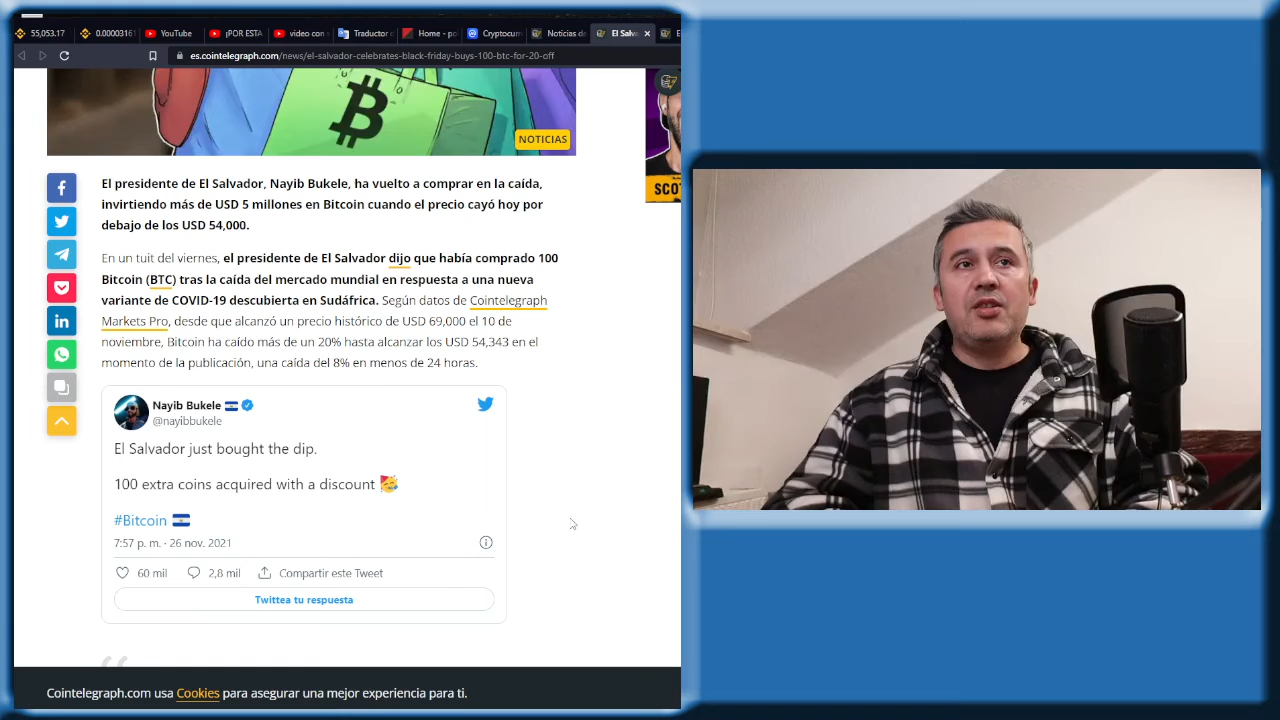 55,053.17
0.00003161
YouTube
¡POR ESTA
video con
Traductor d
Home - po
Cryptocurr
Noticias de
El Salv
E
es.cointelegraph.com/news/el-salvador-celebrates-black-friday-buys-100-btc-for-20-off
NOTICIAS
SCOT
El presidente de El Salvador, Nayib Bukele, ha vuelto a comprar en la caída,
invirtiendo más de USD 5 millones en Bitcoin cuando el precio cayó hoy por
debajo de los USD 54,000.
En un tuit del viernes, el presidente de El Salvador dijo que había comprado 100
Bitcoin (BTC) tras la caída del mercado mundial en respuesta a una nueva
variante de COVID-19 descubierta en Sudáfrica. Según datos de Cointelegraph
Markets Pro, desde que alcanzó un precio histórico de USD 69,000 el 10 de
noviembre, Bitcoin ha caído más de un 20% hasta alcanzar los USD 54,343 en el
momento de la publicación, una caída del 8% en menos de 24 horas.
Nayib Bukele
@nayibbukele
El Salvador just bought the dip.
100 extra coins acquired with a discount 🥳
#Bitcoin 🇸🇻
7:57 p. m. · 26 nov. 2021
60 mil 2,8 mil Compartir este Tweet
Twittea tu respuesta
Cointelegraph.com usa Cookies para asegurar una mejor experiencia para ti.